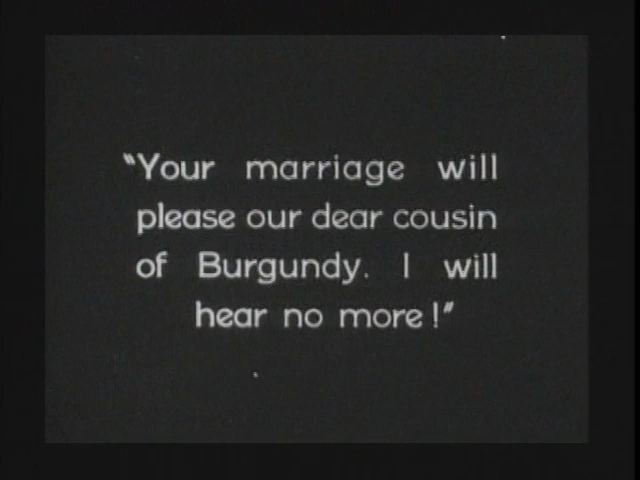 "Your marriage will
please our dear cousin
of Burgundy. I will
hear no more!"